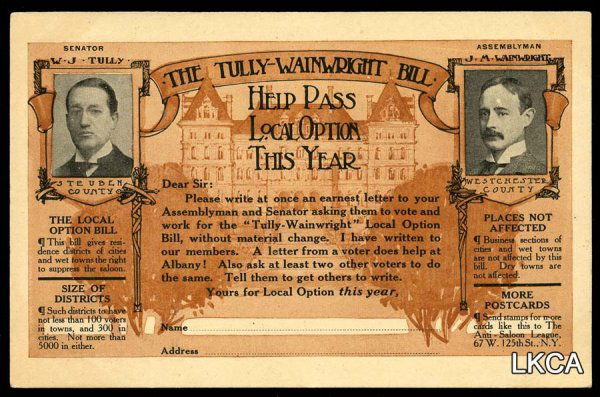 SENATOR
W·J·TULLY
STEUBEN
COUNTY
THE LOCAL
OPTION BILL
¶ This bill gives res-
idence districts of cities
and wet towns the right
to suppress the saloon.
SIZE OF
DISTRICTS
¶ Such districts to have
not less than 100 voters
in towns, and 300 in
cities. Not more than
5000 in either.
THE TULLY-WAINWRIGHT BILL
HELP PASS
LOCAL OPTION
THIS YEAR
Dear Sir:
Please write at once an earnest letter to your
Assemblyman and Senator asking them to vote and
work for the "Tully-Wainwright" Local Option
Bill, without material change. I have written to
our members. A letter from a voter does help at
Albany! Also ask at least two other voters to do
the same. Tell them to get others to write.
Yours for Local Option this year,
Name
Address
ASSEMBLYMAN
J·M·WAINWRIGHT
WESTCHESTER
COUNTY
PLACES NOT
AFFECTED
¶ Business sections of
cities and wet towns
are not affected by this
bill. Dry towns are
not affected.
MORE
POSTCARDS
¶ Send stamps for more
cards like this to The
Anti-Saloon League,
67 W. 125th St., N.Y.
LKCA